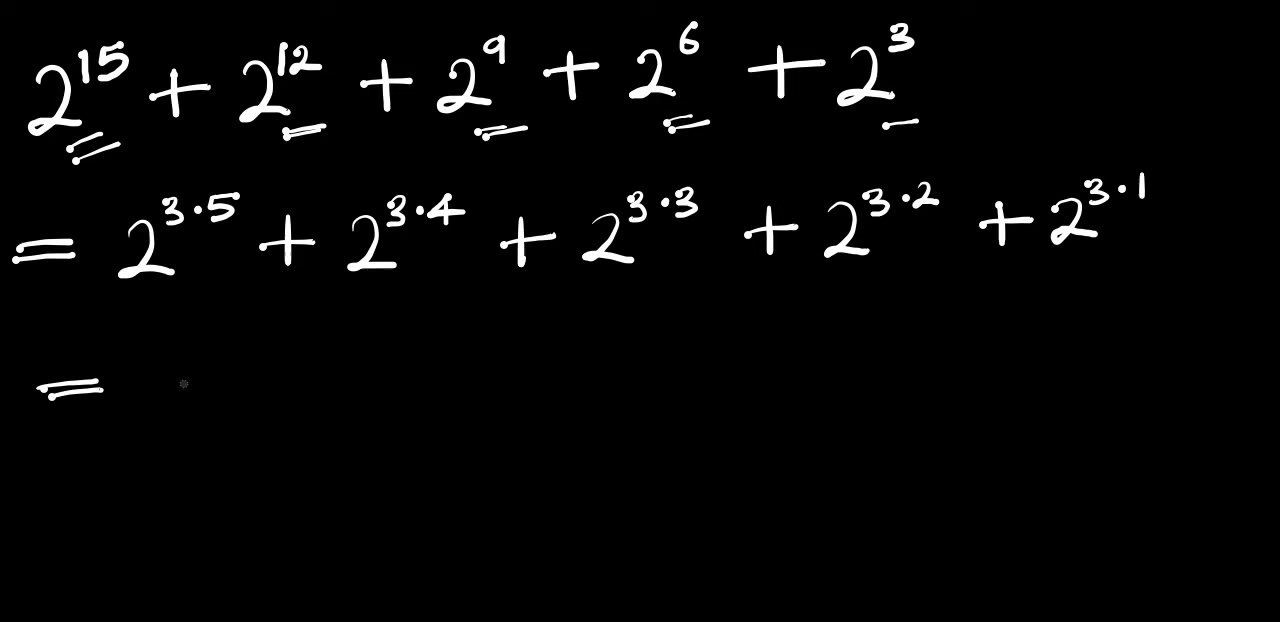 2^15 + 2^12 + 2^9 + 2^6 + 2^3
= 2^3·5 + 2^3·4 + 2^3·3 + 2^3·2 + 2^3·1
=